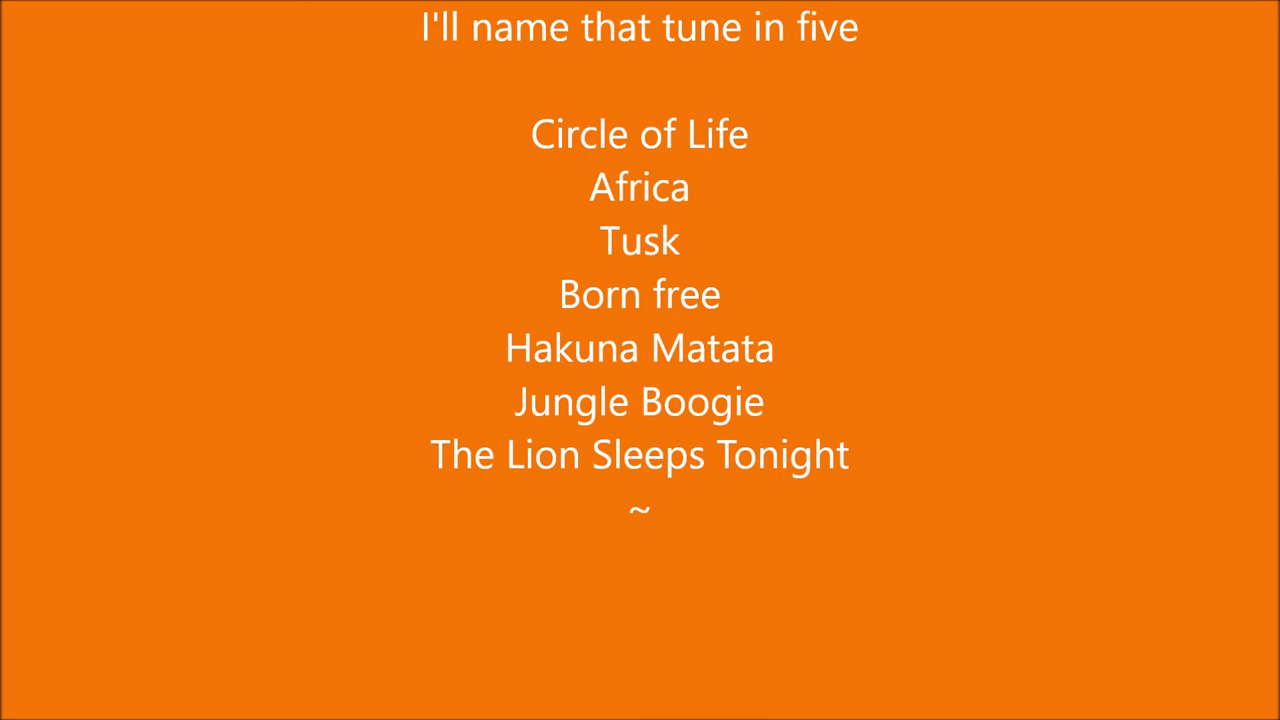 I'll name that tune in five
Circle of Life
Africa
Tusk
Born free
Hakuna Matata
Jungle Boogie
The Lion Sleeps Tonight
~